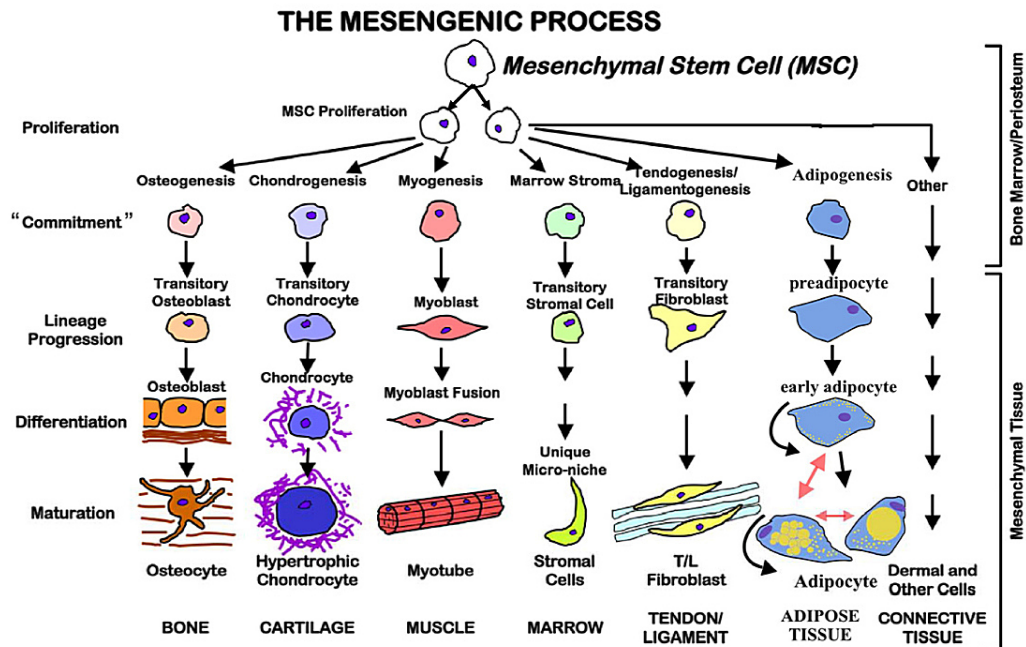 THE MESENGENIC PROCESS
Mesenchymal Stem Cell (MSC)
MSC Proliferation
Proliferation
Osteogenesis
Chondrogenesis
Myogenesis
Marrow Stroma
Tendogenesis/
Ligamentogenesis
Adipogenesis
Other
Bone Marrow/Periosteum
“Commitment”
Transitory
Osteoblast
Transitory
Chondrocyte
Myoblast
Transitory
Stromal Cell
Transitory
Fibroblast
preadipocyte
Lineage
Progression
Osteoblast
Chondrocyte
Myoblast Fusion
early adipocyte
Differentiation
Unique
Micro-niche
Mesenchymal Tissue
Maturation
Osteocyte
Hypertrophic
Chondrocyte
Myotube
Stromal
Cells
T/L
Fibroblast
Adipocyte
Dermal and
Other Cells
BONE
CARTILAGE
MUSCLE
MARROW
TENDON/
LIGAMENT
ADIPOSE
TISSUE
CONNECTIVE
TISSUE